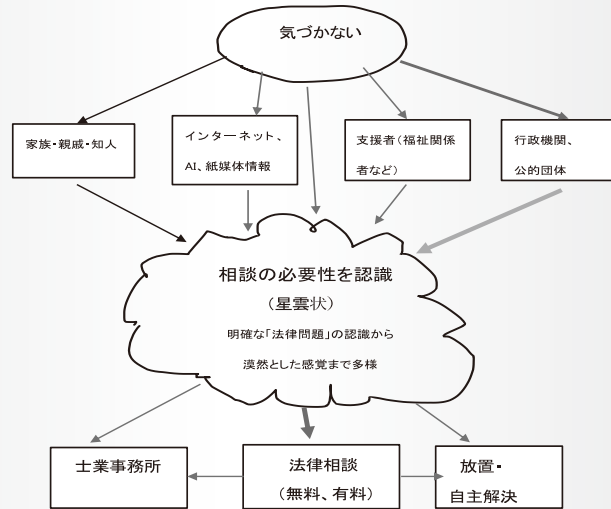 気づかない
家族・親戚・知人
インターネット、
AI、紙媒体情報
支援者(福祉関係
者など)
行政機関、
公的団体
相談の必要性を認識
(星雲状)
明確な「法律問題」の認識から
漠然とした感覚まで多様
士業事務所
法律相談
(無料、有料)
放置・
自主解決